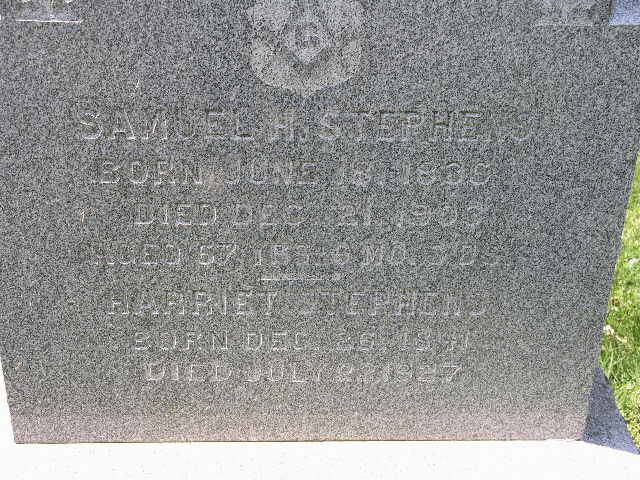 SAMUEL H. STEPHENS
BORN JUNE 18, 1836
DIED DEC. 21, 1903
AGED 67 YRS. 6 MO. 3 DS.
HARRIET STEPHENS
BORN DEC. 26, 1841
DIED JULY 1927